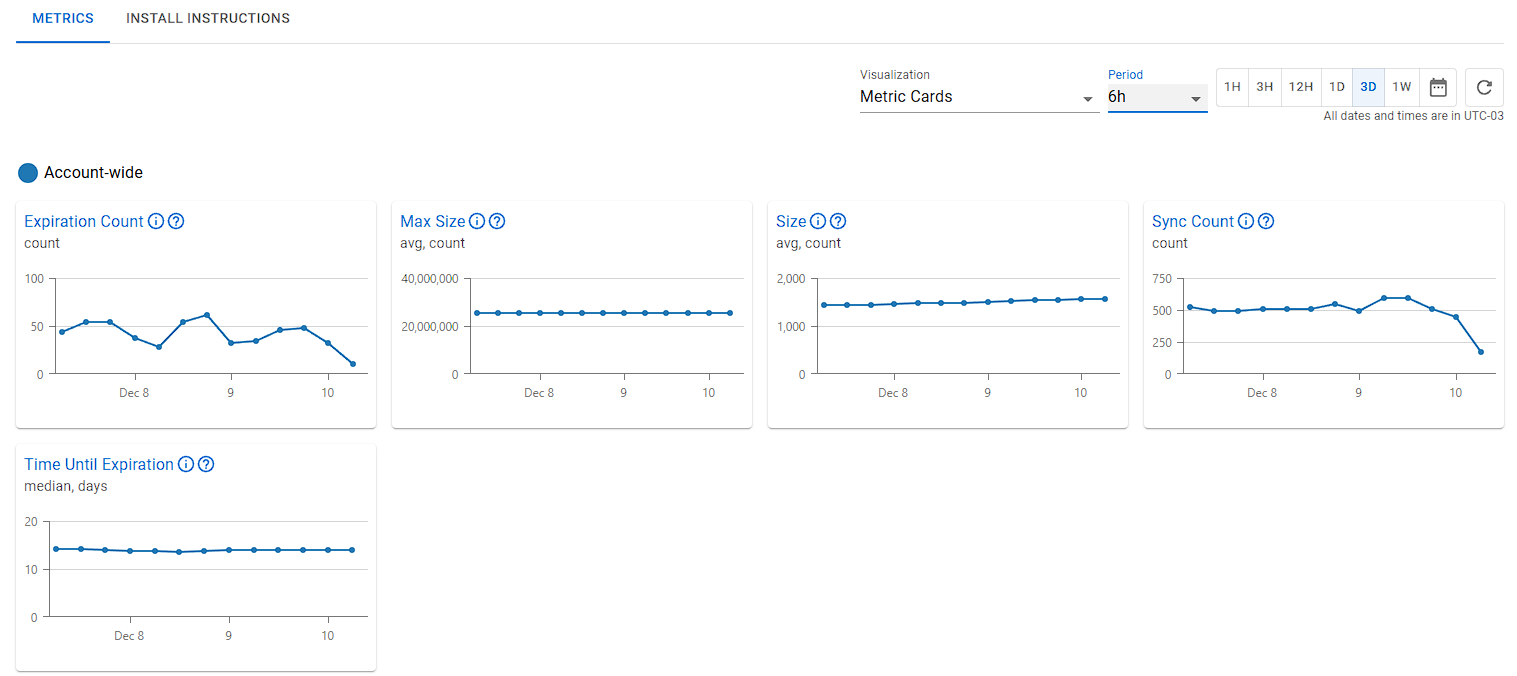 METRICS INSTALL INSTRUCTIONS
Visualization
Metric Cards
Period
6h
1H 3H 12H 1D 3D 1W
All dates and times are in UTC-03
Account-wide
Expiration Count
count
100
50
0
Dec 8 9 10
Max Size
avg, count
40,000,000
20,000,000
0
Dec 8 9 10
Size
avg, count
2,000
1,000
0
Dec 8 9 10
Sync Count
count
750
500
250
0
Dec 8 9 10
Time Until Expiration
median, days
20
10
0
Dec 8 9 10